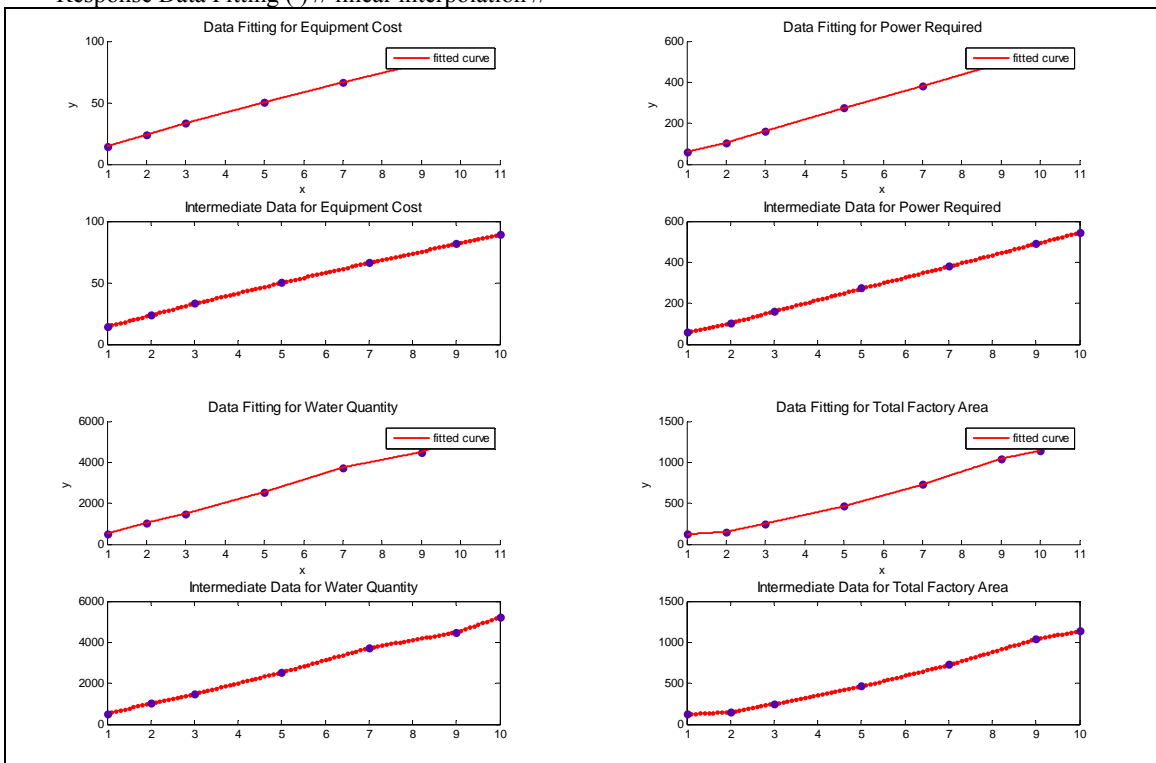 Response Data Fitting ( ) // linear interpolation //
Data Fitting for Equipment Cost
100
50
0
y
fitted curve
1 2 3 4 5 6 7 8 9 10 11
x
Intermediate Data for Equipment Cost
100
50
0
1 2 3 4 5 6 7 8 9 10
Data Fitting for Power Required
600
400
200
0
y
fitted curve
1 2 3 4 5 6 7 8 9 10 11
x
Intermediate Data for Power Required
600
400
200
0
1 2 3 4 5 6 7 8 9 10
Data Fitting for Water Quantity
6000
4000
2000
0
y
fitted curve
1 2 3 4 5 6 7 8 9 10 11
x
Intermediate Data for Water Quantity
6000
4000
2000
0
1 2 3 4 5 6 7 8 9 10
Data Fitting for Total Factory Area
1500
1000
500
0
y
fitted curve
1 2 3 4 5 6 7 8 9 10 11
x
Intermediate Data for Total Factory Area
1500
1000
500
0
1 2 3 4 5 6 7 8 9 10